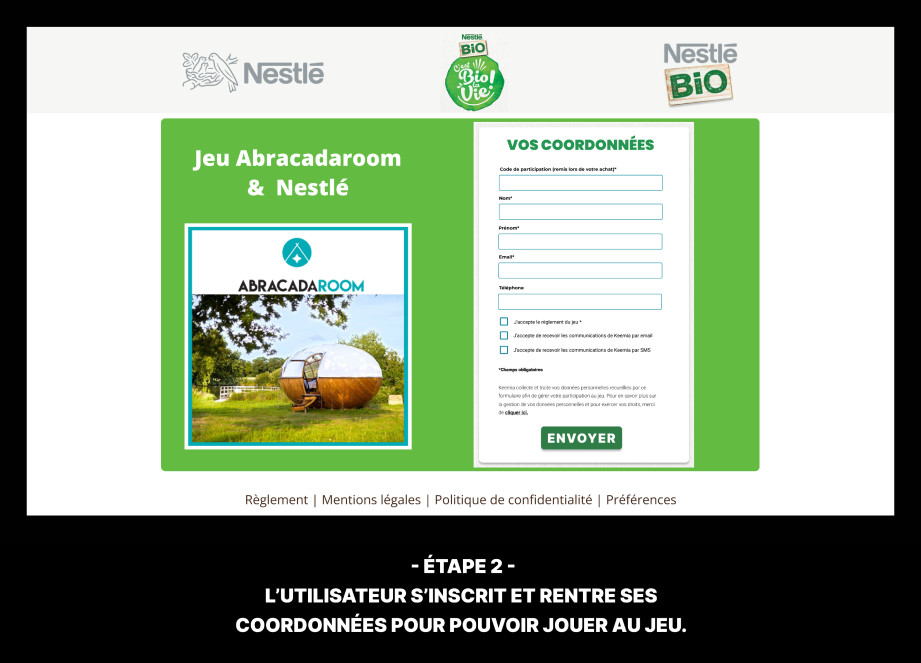 Nestlé
Nestlé
BiO
C'est
Bio!
la
Vie!
Nestlé
BiO
Jeu Abracadaroom
& Nestlé
ABRACADAROOM
VOS COORDONNÉES
Code de participation (remis lors de votre achat)*
Nom*
Prénom*
Email*
Téléphone
J'accepte le règlement du jeu *
J'accepte de recevoir les communications de Keemia par email
J'accepte de recevoir les communications de Keemia par SMS
*Champs obligatoires
Keemia collecte et traite vos données personnelles recueillies par ce
formulaire afin de gérer votre participation au jeu. Pour en savoir plus sur
la gestion de vos données personnelles et pour exercer vos droits, merci
de cliquer ici.
ENVOYER
Règlement | Mentions légales | Politique de confidentialité | Préférences
- ÉTAPE 2 -
L'UTILISATEUR S'INSCRIT ET RENTRE SES
COORDONNÉES POUR POUVOIR JOUER AU JEU.